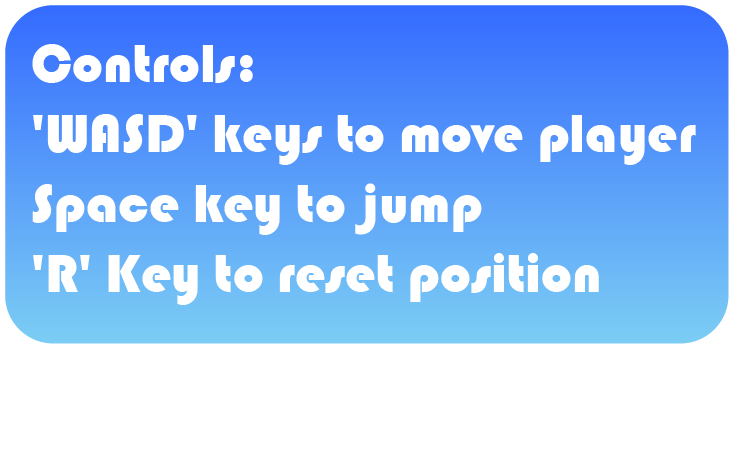 Controls:
'WASD' keys to move player
Space key to jump
'R' Key to reset position